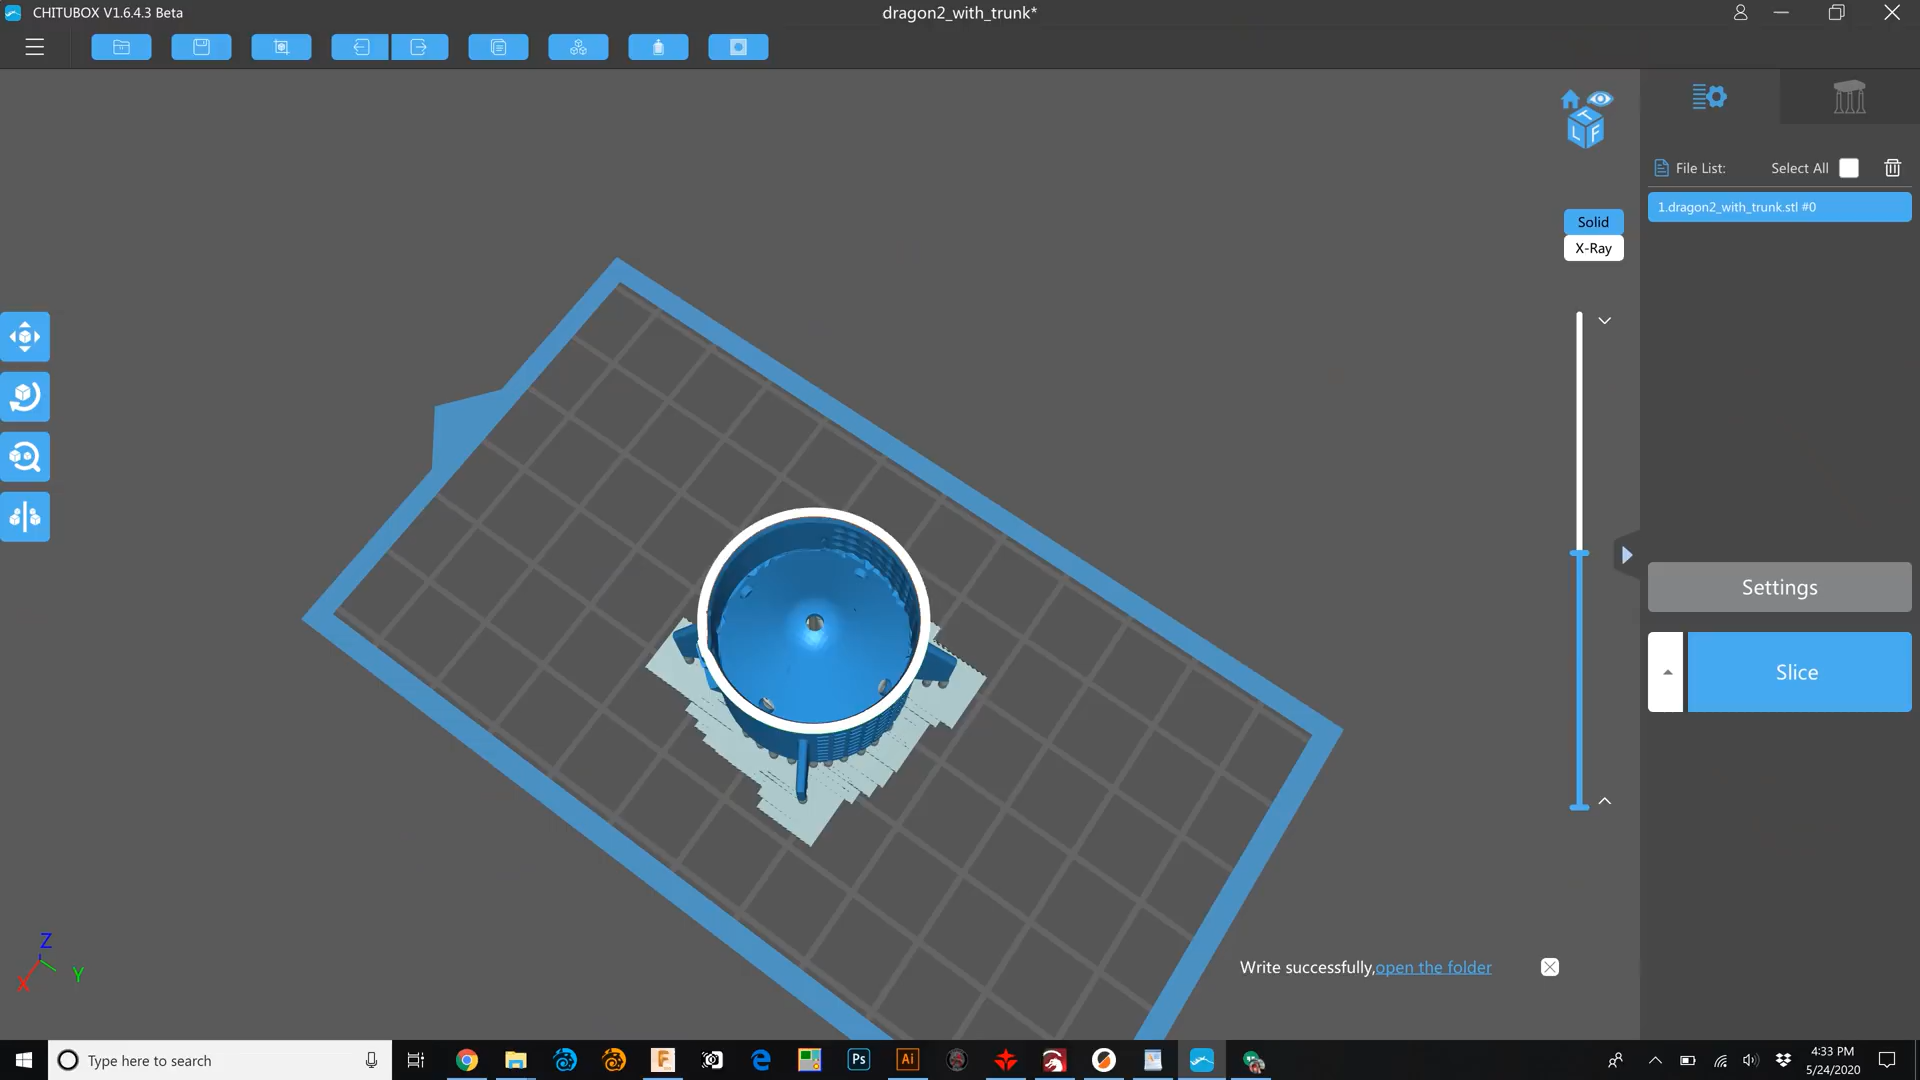 CHITUBOX V1.6.4.3 Beta
dragon2_with_trunk*
File List:
Select All
1.dragon2_with_trunk.stl #0
T
L
F
Solid
X-Ray
Settings
Slice
Z
X
Y
Write successfully,open the folder
Type here to search
Ps
Ai
4:33 PM
5/24/2020